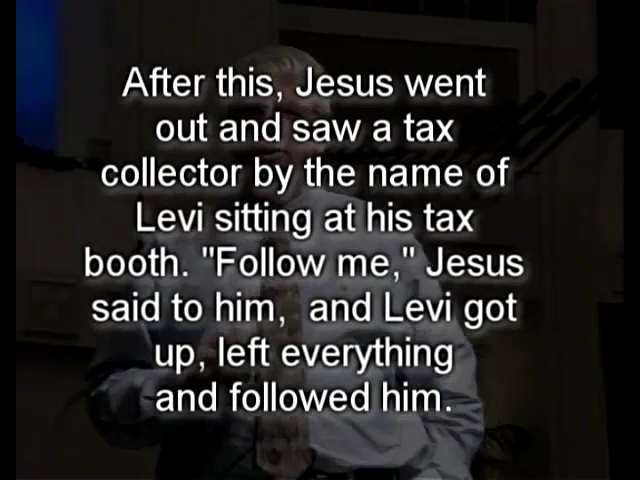 After this, Jesus went
out and saw a tax
collector by the name of
Levi sitting at his tax
booth. "Follow me," Jesus
said to him,  and Levi got
up, left everything
and followed him.